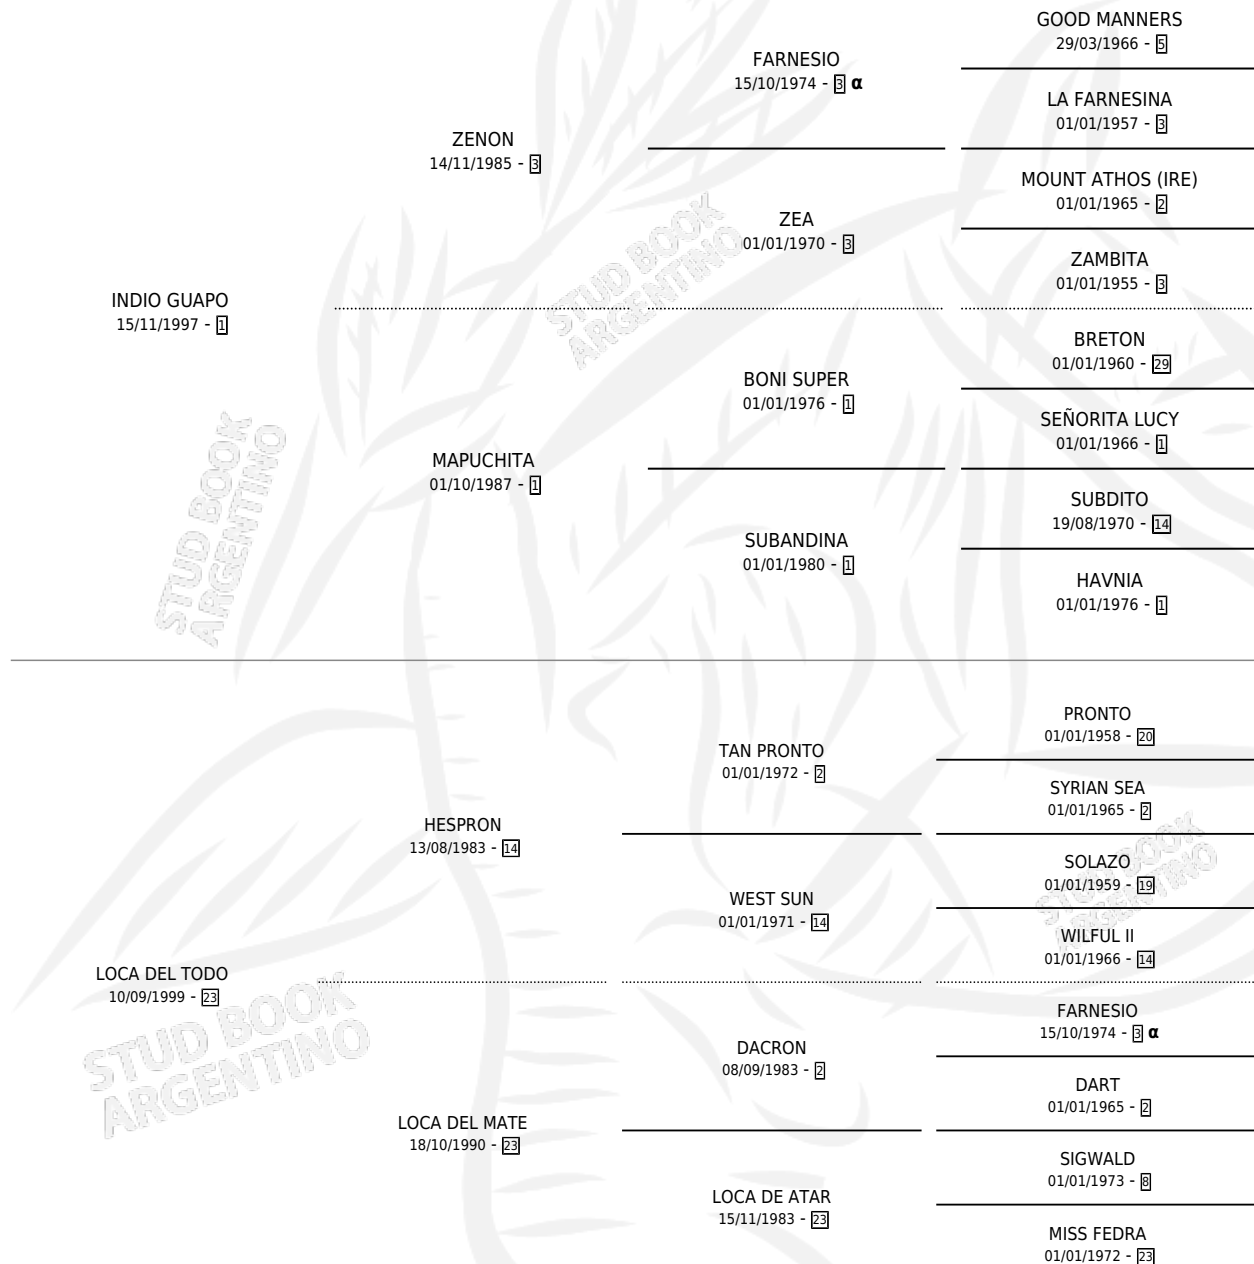 INDIO GUAPO
15/11/1997 - 1
ZENON
14/11/1985 - 3
FARNESIO
15/10/1974 - 3 α
GOOD MANNERS
29/03/1966 - 5
LA FARNESINA
01/01/1957 - 3
ZEA
01/01/1970 - 3
MOUNT ATHOS (IRE)
01/01/1965 - 2
ZAMBITA
01/01/1955 - 3
MAPUCHITA
01/10/1987 - 1
BONI SUPER
01/01/1976 - 1
BRETON
01/01/1960 - 29
SEÑORITA LUCY
01/01/1966 - 1
SUBANDINA
01/01/1980 - 1
SUBDITO
19/08/1970 - 14
HAVNIA
01/01/1976 - 1
LOCA DEL TODO
10/09/1999 - 23
HESPRON
13/08/1983 - 14
TAN PRONTO
01/01/1972 - 2
PRONTO
01/01/1958 - 20
SYRIAN SEA
01/01/1965 - 2
WEST SUN
01/01/1971 - 14
SOLAZO
01/01/1959 - 19
WILFUL II
01/01/1966 - 14
LOCA DEL MATE
18/10/1990 - 23
DACRON
08/09/1983 - 2
FARNESIO
15/10/1974 - 3 α
DART
01/01/1965 - 2
LOCA DE ATAR
15/11/1983 - 23
SIGWALD
01/01/1973 - 8
MISS FEDRA
01/01/1972 - 23
STUD BOOK
ARGENTINO
STUD BOOK
ARGENTINO
STUD BOOK
ARGENTINO
STUD BOOK
ARGENTINO